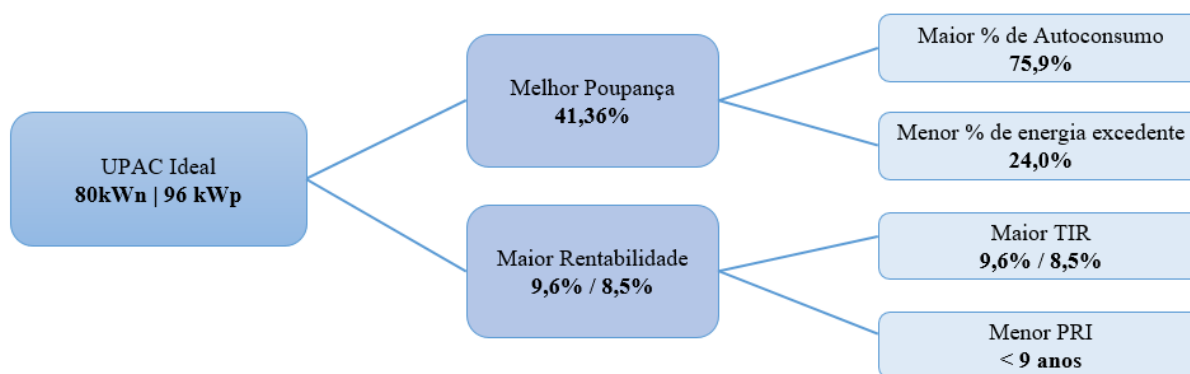 UPAC Ideal
80kWn | 96 kWp
Melhor Poupança
41,36%
Maior % de Autoconsumo
75,9%
Menor % de energia excedente
24,0%
Maior Rentabilidade
9,6% / 8,5%
Maior TIR
9,6% / 8,5%
Menor PRI
< 9 anos